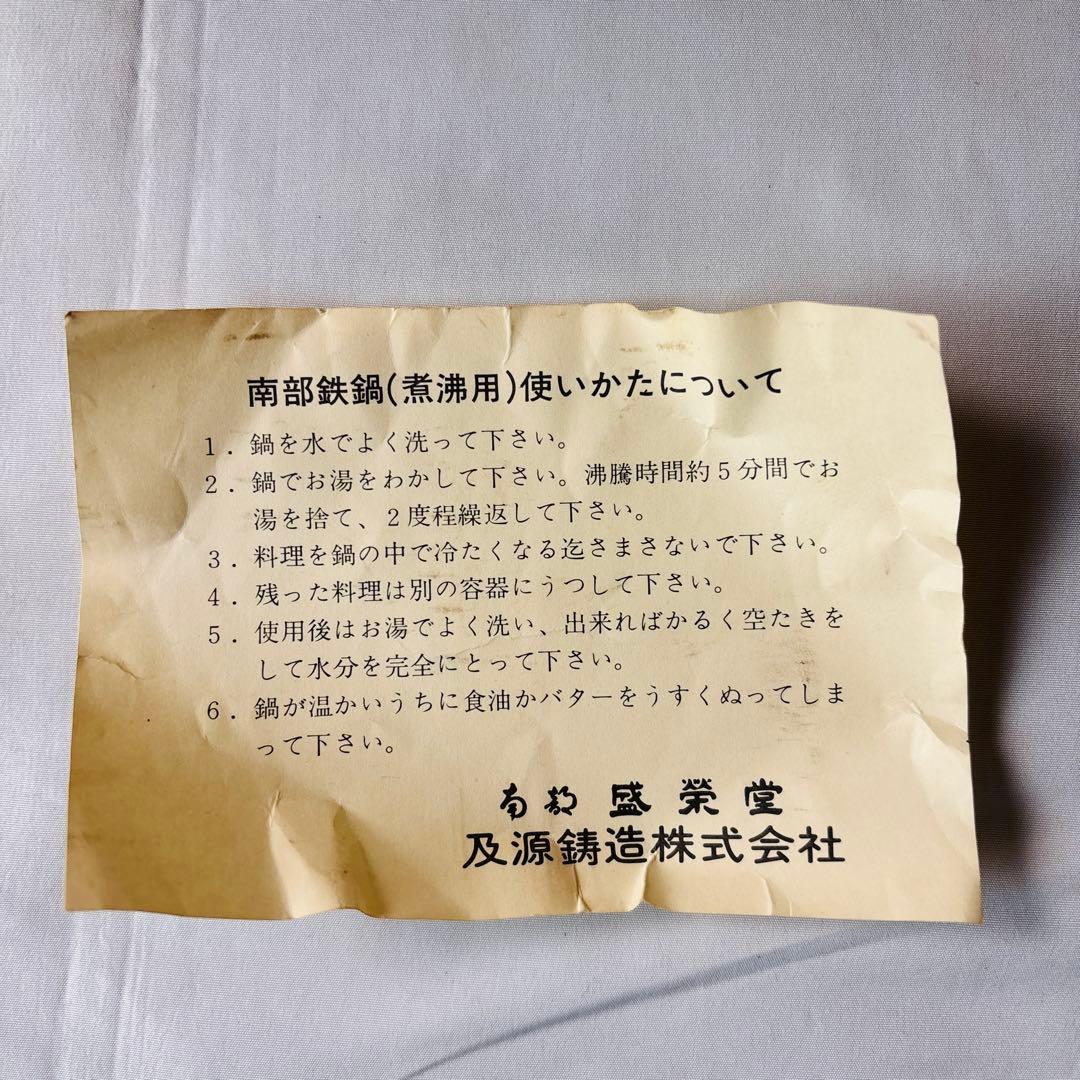 南部鉄鍋(煮沸用)使いかたについて
1．鍋を水でよく洗って下さい。
2．鍋でお湯をわかして下さい。沸騰時間約5分間でお
湯を捨て、2度程繰返して下さい。
3．料理を鍋の中で冷たくなる迄さまさないで下さい。
4．残った料理は別の容器にうつして下さい。
5．使用後はお湯でよく洗い、出来ればかるく空たきを
して水分を完全にとって下さい。
6．鍋が温かいうちに食油かバターをうすくぬってしま
って下さい。
南部 盛榮堂
及源鋳造株式会社